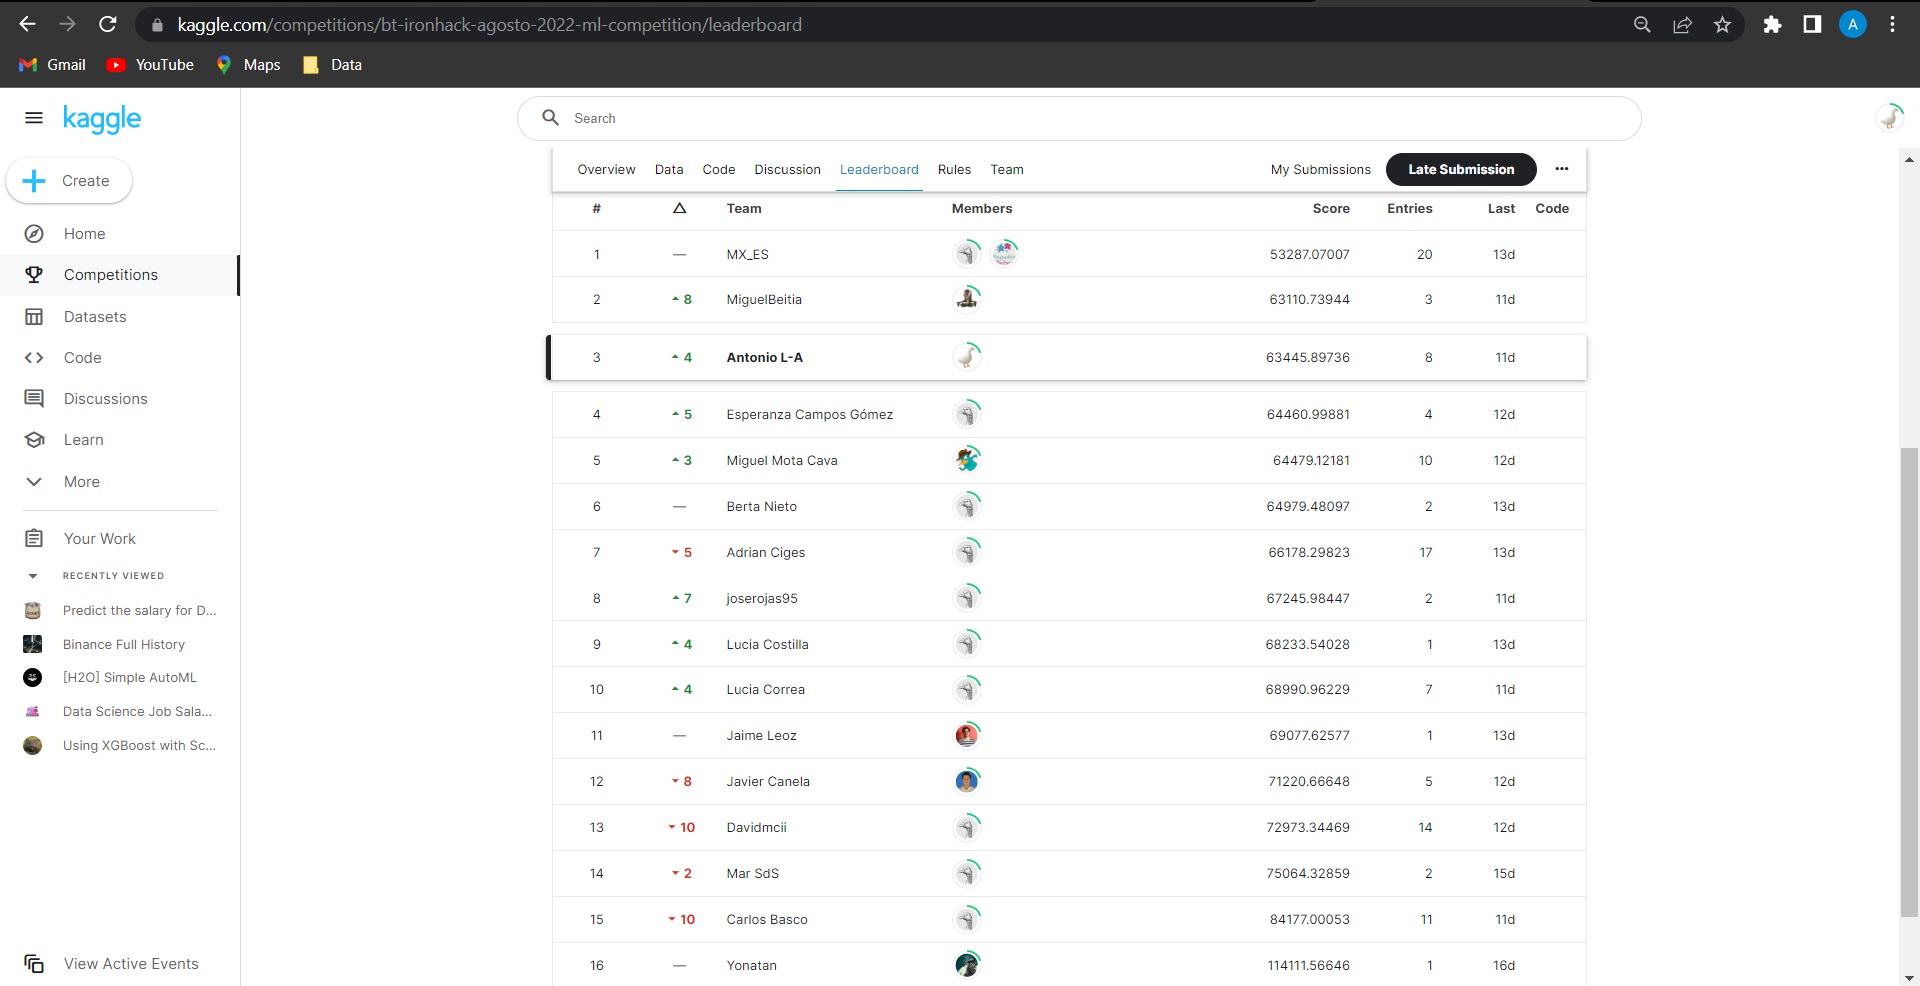 kaggle.com/competitions/bt-ironhack-agosto-2022-ml-competition/leaderboard
A
Gmail YouTube Maps Data
kaggle
Search
Create
Home
Competitions
Datasets
Code
Discussions
Learn
More
Your Work
RECENTLY VIEWED
Predict the salary for D...
Binance Full History
[H2O] Simple AutoML
Data Science Job Sala...
Using XGBoost with Sc...
View Active Events
Overview Data Code Discussion Leaderboard Rules Team My Submissions Late Submission ...
# △ Team Members Score Entries Last Code
1 — MX_ES 53287.07007 20 13d
2 8 MiguelBeitia 63110.73944 3 11d
3 4 Antonio L-A 63445.89736 8 11d
4 5 Esperanza Campos Gómez 64460.99881 4 12d
5 3 Miguel Mota Cava 64479.12181 10 12d
6 — Berta Nieto 64979.48097 2 13d
7 5 Adrian Ciges 66178.29823 17 13d
8 7 joserojas95 67245.98447 2 11d
9 4 Lucia Costilla 68233.54028 1 13d
10 4 Lucia Correa 68990.96229 7 11d
11 — Jaime Leoz 69077.62577 1 13d
12 8 Javier Canela 71220.66648 5 12d
13 10 Davidmcii 72973.34469 14 12d
14 2 Mar SdS 75064.32859 2 15d
15 10 Carlos Basco 84177.00053 11 11d
16 — Yonatan 114111.56646 1 16d